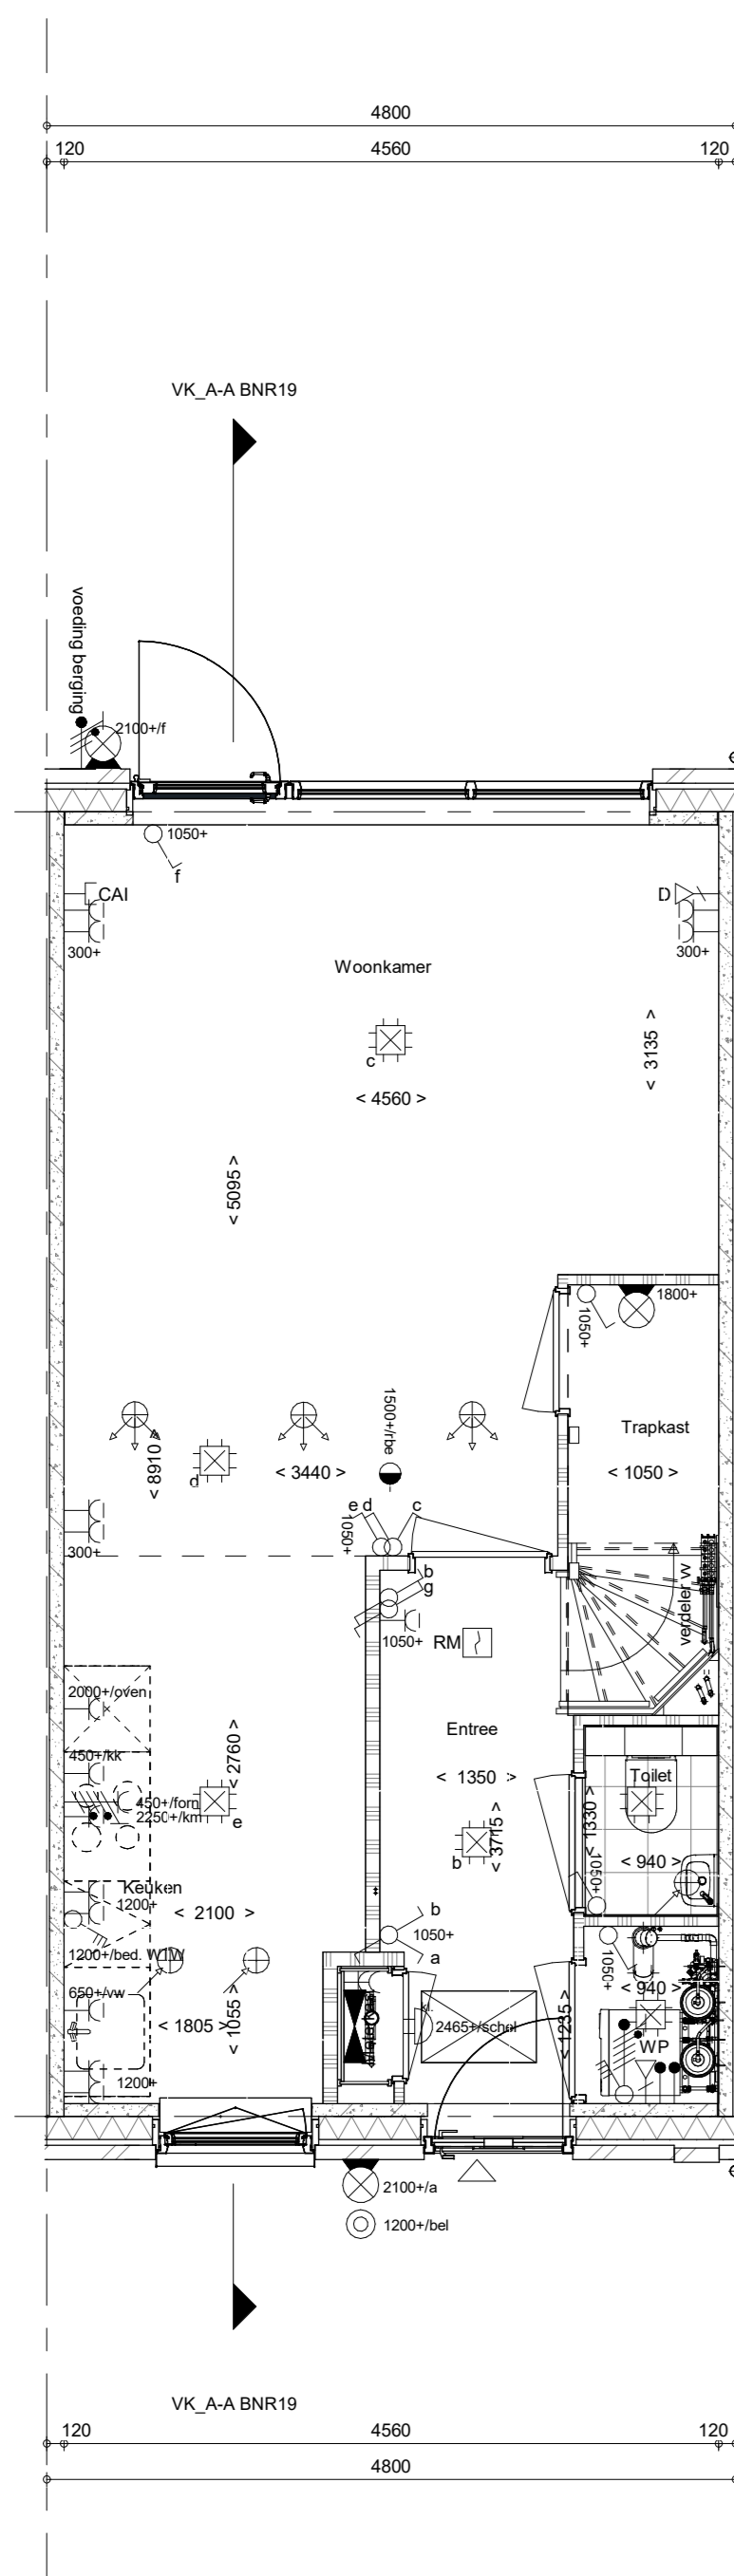 4800
120 4560 120
VK_A-A BNR19
voeding berging
2100+/f
1050+
f
CAI
D
300+
300+
Woonkamer
c
< 3135 >
< 4560 >
< 5095 >
1800+
1050+
1500+/rbe
Trapkast
< 8910 >
d
< 3440 >
< 1050 >
e d c
1050+
300+
b
g
1050+
RM
verdeler w
2000+/oven
Entree
450+/kk
< 2760 >
< 1350 >
Toilet
450+/forn
2250+/km
e
b
< 3715 >
< 1330 >
< 940 >
1050+
Keuken
1200+
< 2100 >
b
1050+
a
1200+/bed. WTW
1050+
650+/vw
< 940 >
< 1805 >
< 1055 >
2465+/schel
< 1235 >
WP
1200+
2100+/a
1200+/bel
VK_A-A BNR19
120 4560 120
4800